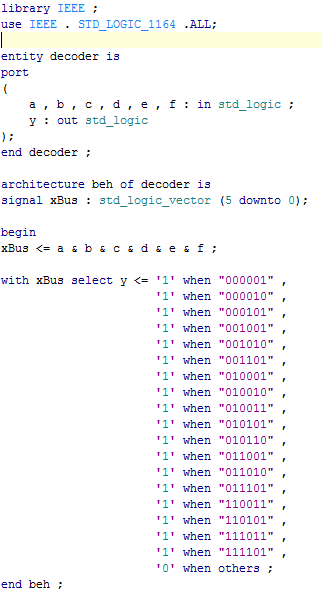 library IEEE ;
use IEEE . STD_LOGIC_1164 .ALL;
entity decoder is
port
(
a , b , c , d , e , f : in std_logic ;
y : out std_logic
);
end decoder ;
architecture beh of decoder is
signal xBus : std_logic_vector (5 downto 0);
begin
xBus <= a & b & c & d & e & f ;
with xBus select y <= '1' when "000001" ,
'1' when "000010" ,
'1' when "000101" ,
'1' when "001001" ,
'1' when "001010" ,
'1' when "001101" ,
'1' when "010001" ,
'1' when "010010" ,
'1' when "010011" ,
'1' when "010101" ,
'1' when "010110" ,
'1' when "011001" ,
'1' when "011010" ,
'1' when "011101" ,
'1' when "110011" ,
'1' when "110101" ,
'1' when "111011" ,
'1' when "111101" ,
'0' when others ;
end beh ;